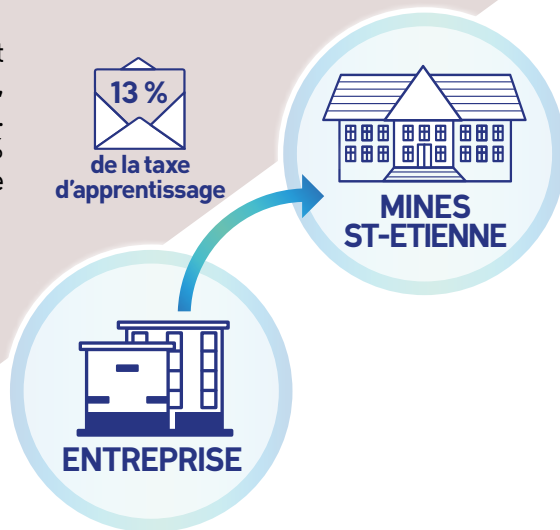 13 %
de la taxe
d'apprentissage
MINES
ST-ETIENNE
ENTREPRISE